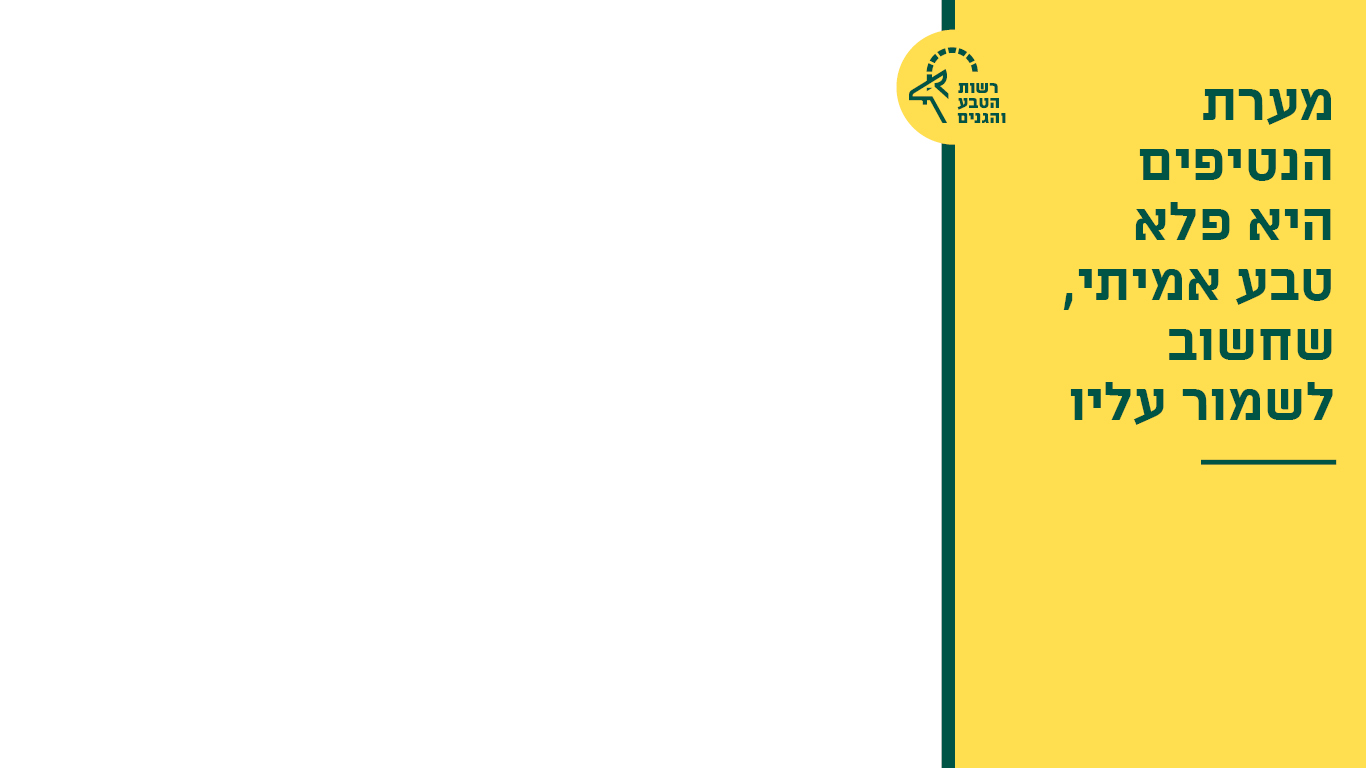 רשות
הטבע
והגנים
מערת
הנטיפים
היא פלא
טבע אמיתי,
שחשוב
לשמור עליו